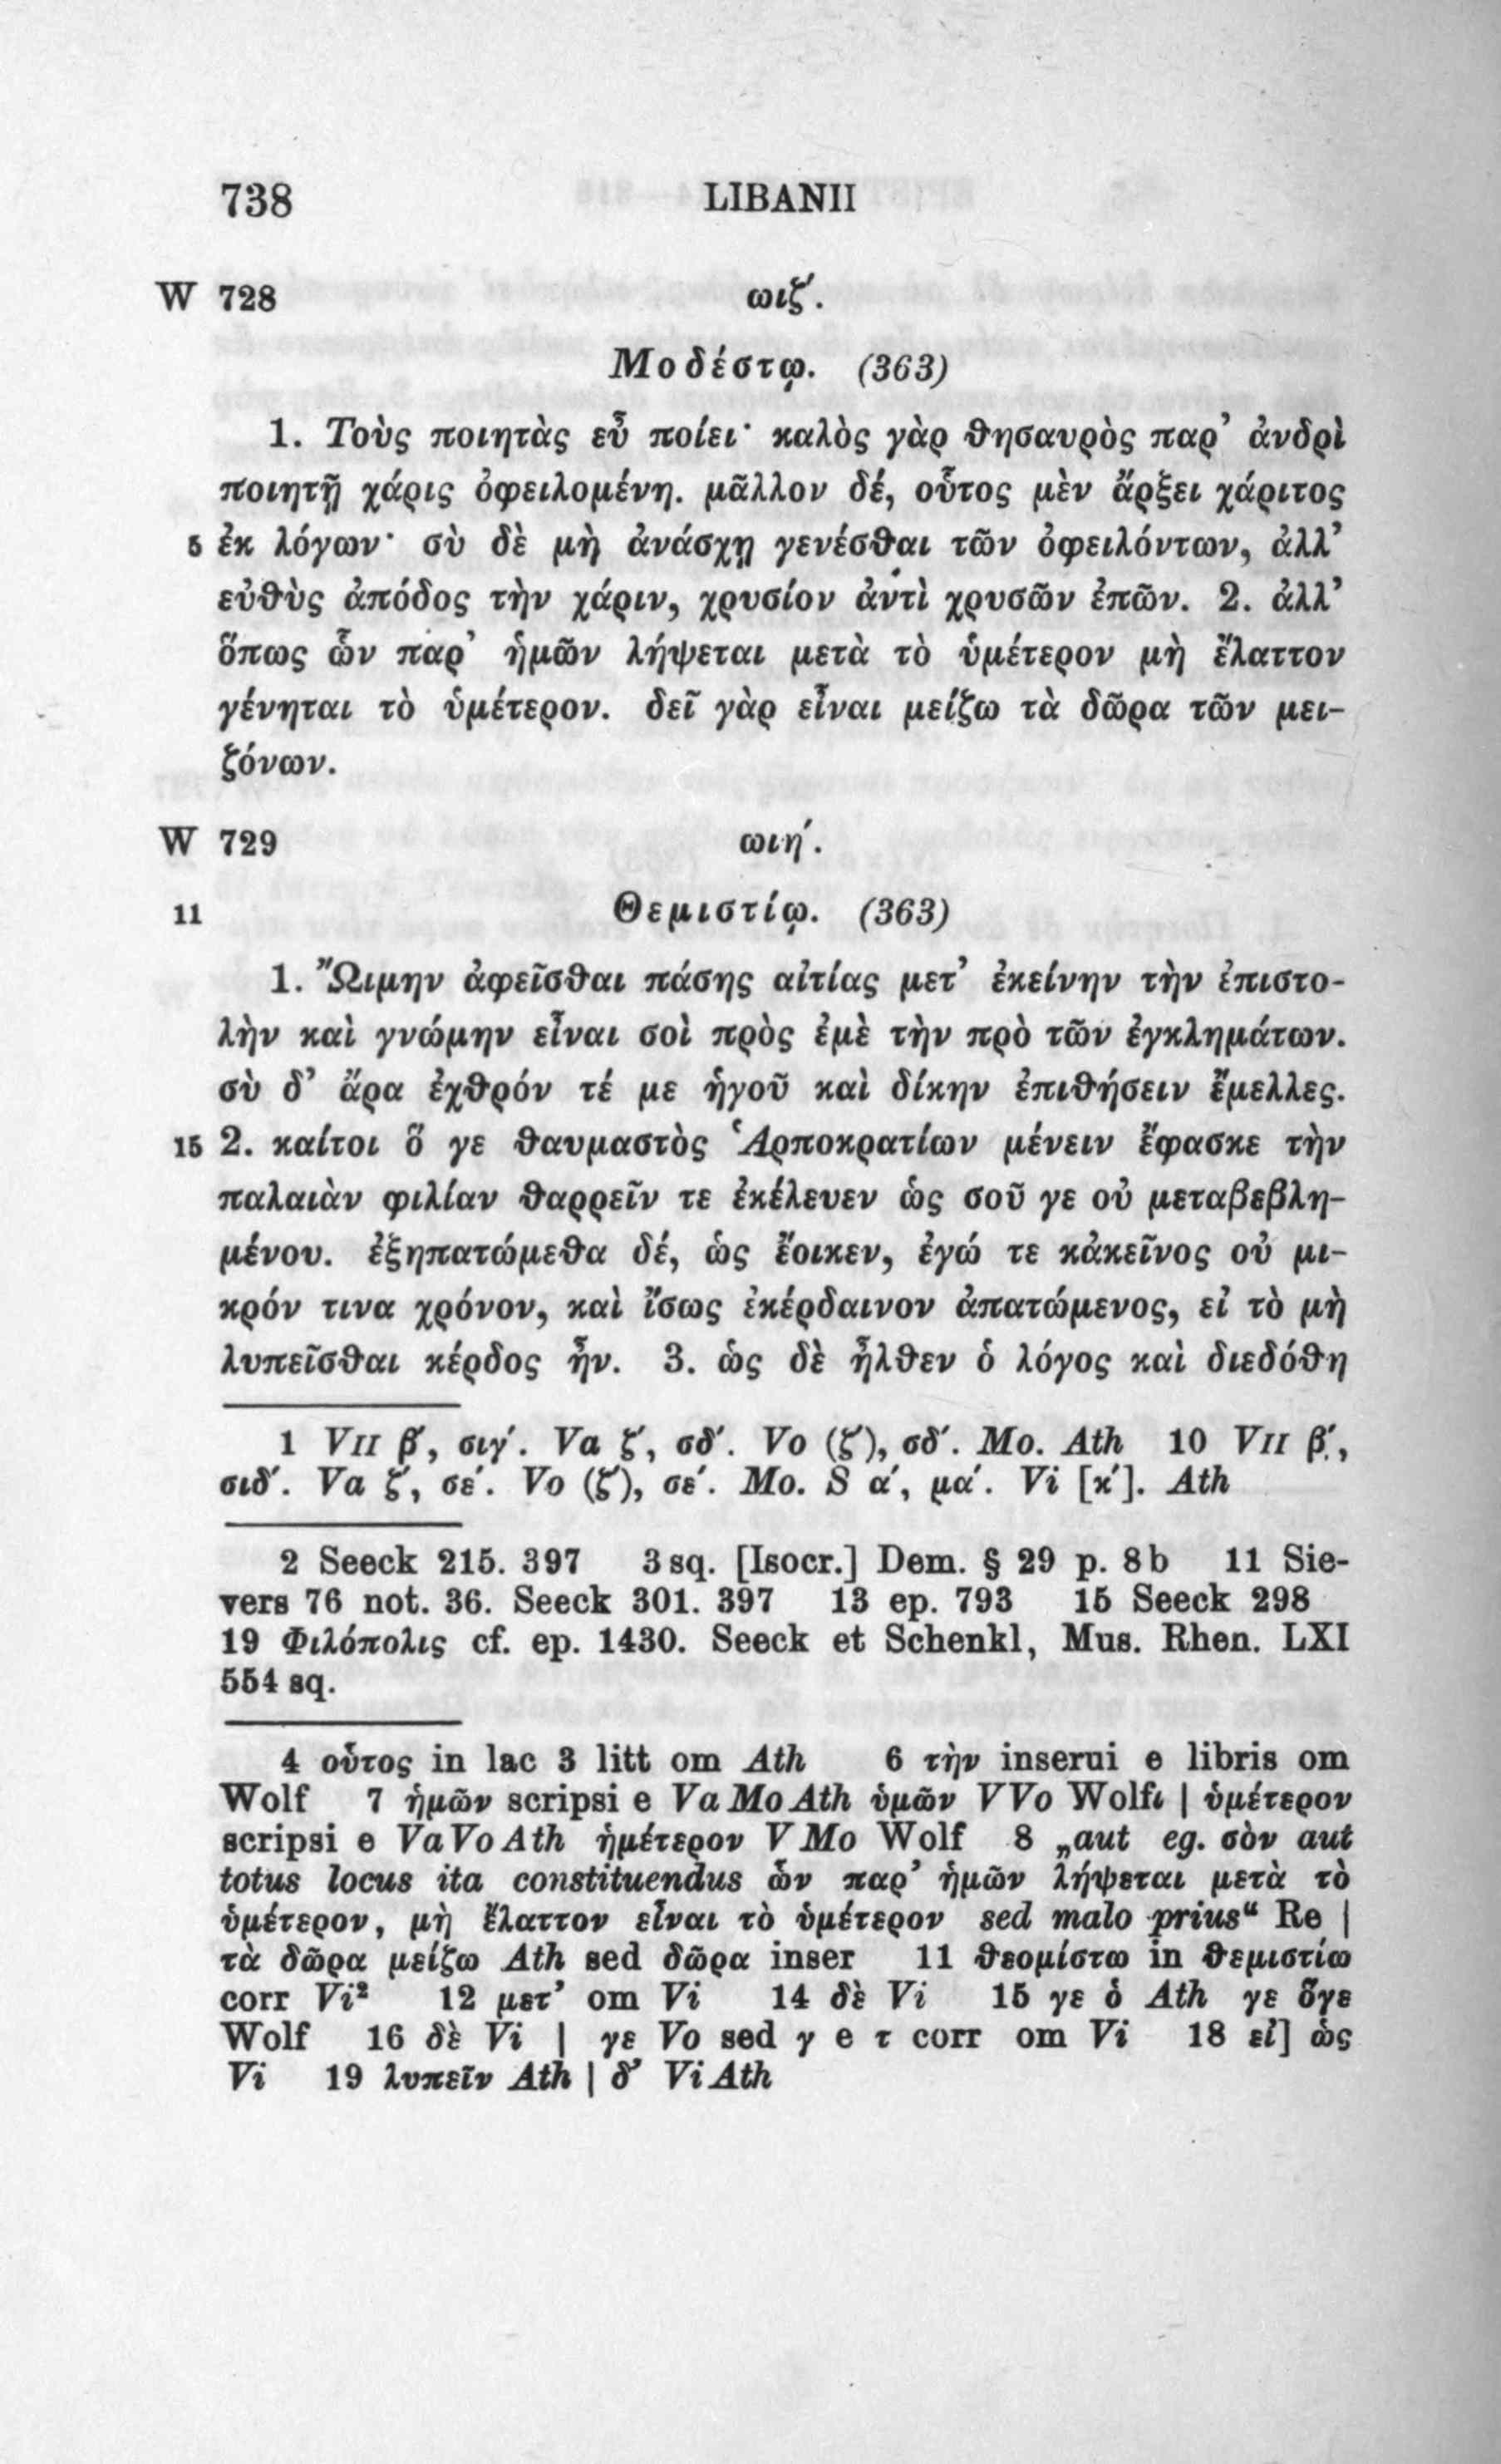 738 LIBANII
W 728 ωιζ΄.
Μοδέστῳ. (363)
1. Τοὺς ποιητὰς εὖ ποίει· καλὸς γὰρ θησαυρὸς παρ’ ἀνδρὶ
ποιητῇ χάρις ὀφειλομένη. μᾶλλον δέ, οὗτος μὲν ἄρξει χάριτος
5 ἐκ λόγων· σὺ δὲ μὴ ἀνάσχῃ γενέσθαι τῶν ὀφειλόντων, ἀλλ’
εὐθὺς ἀπόδος τὴν χάριν, χρυσίον ἀντὶ χρυσῶν ἐπῶν. 2. ἀλλ’
ὅπως ὧν παρ’ ἡμῶν λήψεται μετὰ τὸ ὑμέτερον μὴ ἔλαττον
γένηται τὸ ὑμέτερον. δεῖ γὰρ εἶναι μείζω τὰ δῶρα τῶν μει-
ζόνων.
W 729 ωιη΄.
11 Θεμιστίῳ. (363)
1. Ὤιμην ἀφεῖσθαι πάσης αἰτίας μετ’ ἐκείνην τὴν ἐπιστο-
λὴν καὶ γνώμην εἶναι σοὶ πρὸς ἐμὲ τὴν πρὸ τῶν ἐγκλημάτων.
σὺ δ’ ἄρα ἐχθρόν τέ με ἡγοῦ καὶ δίκην ἐπιθήσειν ἔμελλες.
15 2. καίτοι ὅ γε θαυμαστὸς Ἁρποκρατίων μένειν ἔφασκε τὴν
παλαιὰν φιλίαν θαρρεῖν τε ἐκέλευεν ὡς σοῦ γε οὐ μεταβεβλη-
μένου. ἐξηπατώμεθα δέ, ὡς ἔοικεν, ἐγώ τε κἀκεῖνος οὐ μι-
κρόν τινα χρόνον, καὶ ἴσως ἐκέρδαινον ἀπατώμενος, εἰ τὸ μὴ
λυπεῖσθαι κέρδος ἦν. 3. ὡς δὲ ἦλθεν ὁ λόγος καὶ διεδόθη
1 VII β΄, σιγ΄. Va ζ΄, σδ΄. Vo (ζ΄), σδ΄. Mo. Ath 10 VII β΄,
σιδ΄. Va ζ΄, σε΄. Vo (ζ΄), σε΄. Mo. S α΄, μα΄. Vi [κ΄]. Ath
2 Seeck 215. 397 3 sq. [Isocr.] Dem. § 29 p. 8 b 11 Sie-
vers 76 not. 36. Seeck 301. 397 13 ep. 793 15 Seeck 298
19 Φιλόπολις cf. ep. 1430. Seeck et Schenkl, Mus. Rhen. LXI
554 sq.
4 οὗτος in lac 3 litt om Ath 6 τὴν inserui e libris om
Wolf 7 ἡμῶν scripsi e Va Mo Ath ὑμῶν V Vo Wolfι | ὑμέτερον
scripsi e Va Vo Ath ἡμέτερον V Mo Wolf 8 „aut eg. σὸν aut
totus locus ita constituendus ὧν παρ’ ἡμῶν λήψεται μετὰ τὸ
ὑμέτερον, μὴ ἔλαττον εἶναι τὸ ὑμέτερον sed malo prius“ Re |
τὰ δῶρα μείζω Ath sed δῶρα inser 11 θεομίστω in θεμιστίω
corr Vi² 12 μετ’ om Vi 14 δὲ Vi 15 γε ὁ Ath γε ὅγε
Wolf 16 δὲ Vi | γε Vo sed γ e τ corr om Vi 18 εἰ] ὡς
Vi 19 λυπεῖν Ath | δ’ Vi Ath